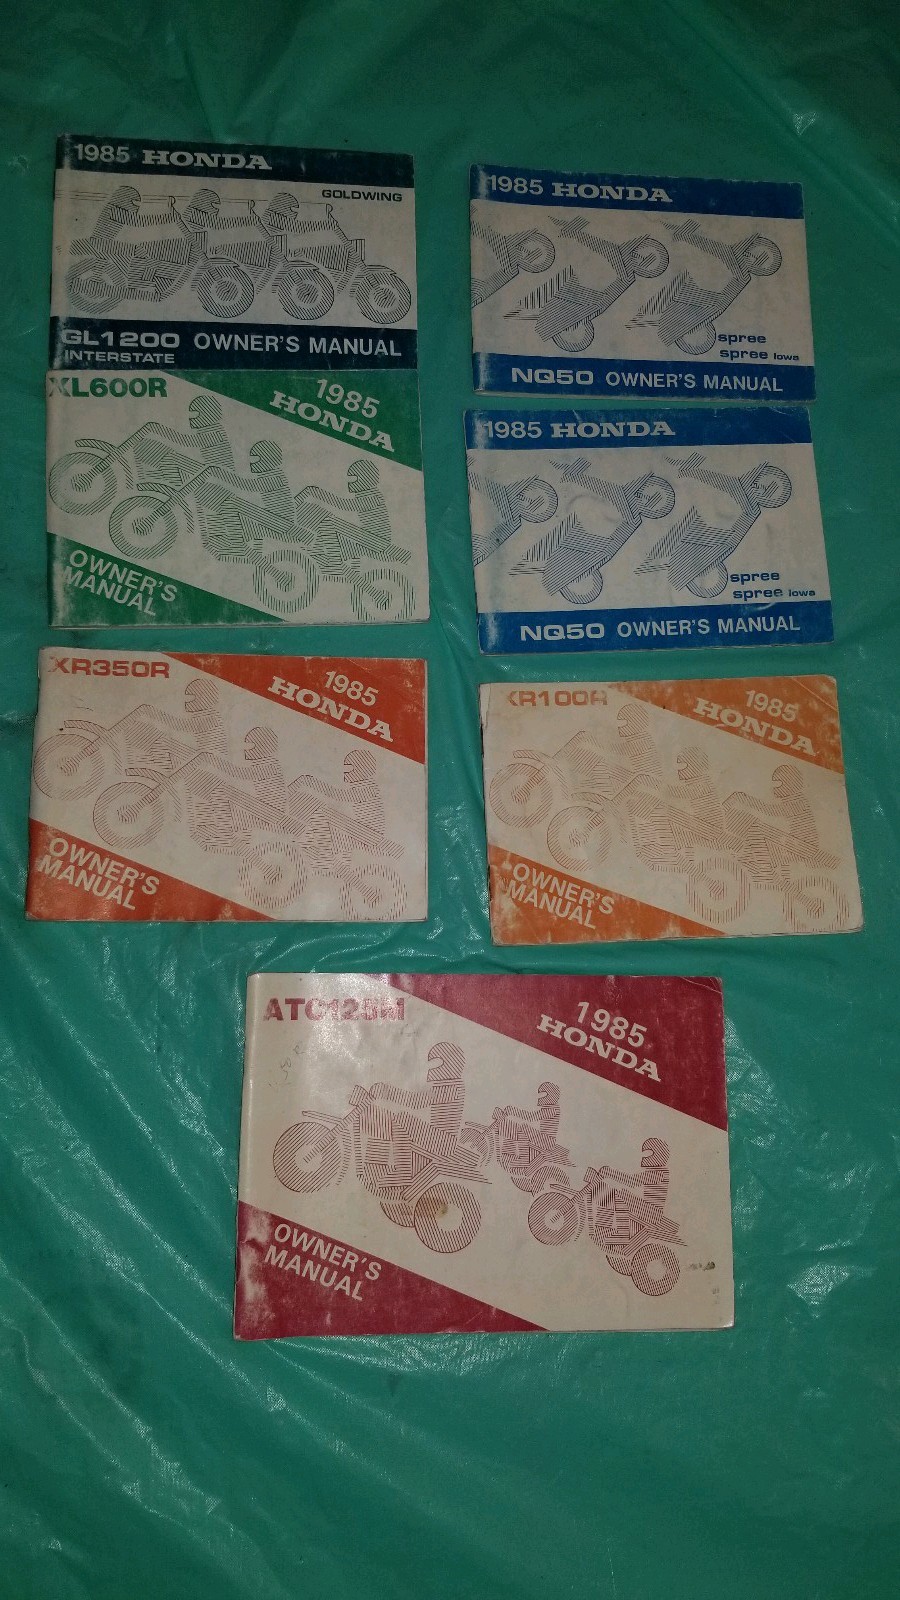 1985 HONDA
GOLDWING
GL1200 OWNER'S MANUAL
INTERSTATE
1985 HONDA
spree
spree Iowa
NQ50 OWNER'S MANUAL
XL600R
1985
HONDA
OWNER'S
MANUAL
1985 HONDA
spree
spree Iowa
NQ50 OWNER'S MANUAL
XR350R
1985
HONDA
OWNER'S
MANUAL
XR100R
1985
HONDA
OWNER'S
MANUAL
ATC125M
1985
HONDA
OWNER'S
MANUAL